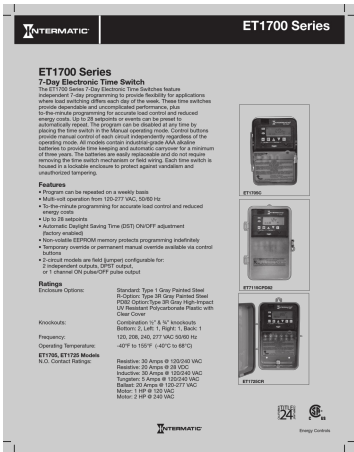 INTERMATIC®
ET1700 Series
ET1700 Series
7-Day Electronic Time Switch
The ET1700 Series 7-Day Electronic Time Switches feature
independent 7-day programming to provide flexibility for applications
where load switching differs each day of the week. These time switches
provide dependable and uncomplicated performance, plus
to-the-minute programming for accurate load control and reduced
energy costs. Up to 28 setpoints or events can be preset to
automatically repeat. The program can be disabled at any time by
placing the time switch in the Manual operating mode. Control buttons
provide manual control of each circuit independently regardless of the
operating mode. All models contain industrial-grade AAA alkaline
batteries to provide time keeping and automatic carryover for a minimum
of three years. The batteries are easily replaceable and do not require
removing the time switch mechanism or field wiring. Each time switch is
housed in a lockable enclosure to protect against vandalism and
unauthorized tampering.
Features
• Program can be repeated on a weekly basis
• Multi-volt operation from 120-277 VAC, 50/60 Hz
• To-the-minute programming for accurate load control and reduced
energy costs
• Up to 28 setpoints
• Automatic Daylight Saving Time (DST) ON/OFF adjustment
(factory enabled)
• Non-volatile EEPROM memory protects programming indefinitely
• Temporary override or permanent manual override available via control
buttons
• 2-circuit models are field (jumper) configurable for:
2 independent outputs, DPST output,
or 1 channel ON pulse/OFF pulse output
Ratings
Enclosure Options: Standard: Type 1 Gray Painted Steel
R-Option: Type 3R Gray Painted Steel
PD82 Option:Type 3R Gray High-Impact
UV Resistant Polycarbonate Plastic with
Clear Cover
Knockouts: Combination ½" & ¾" knockouts
Bottom: 2, Left: 1, Right: 1, Back: 1
Frequency: 120, 208, 240, 277 VAC 50/60 Hz
Operating Temperature: -40°F to 155°F (-40°C to 68°C)
ET1705, ET1725 Models
N.O. Contact Ratings: Resistive: 30 Amps @ 120/240 VAC
Resistive: 20 Amps @ 28 VDC
Inductive: 30 Amps @ 120/240 VAC
Tungsten: 5 Amps @ 120/240 VAC
Ballast: 20 Amps @ 120-277 VAC
Motor: 1 HP @ 120 VAC
Motor: 2 HP @ 240 VAC
ET1705C
ET7115CPD82
ET1725CR
INTERMATIC®
TITLE
24
C US
Energy Controls